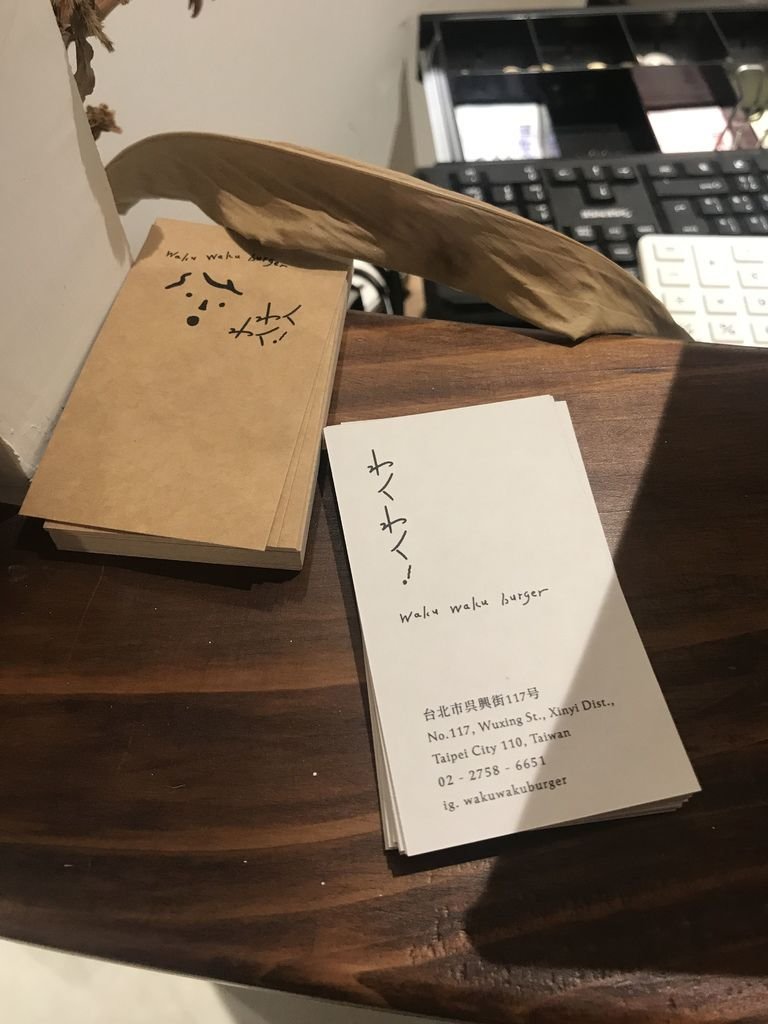 Waku waku burger
わくわく!
わくわく!
waku waku burger
台北市呉興街117号
No.117, Wuxing St., Xinyi Dist.,
Taipei City 110, Taiwan
02 - 2758 - 6651
ig. wakuwakuburger